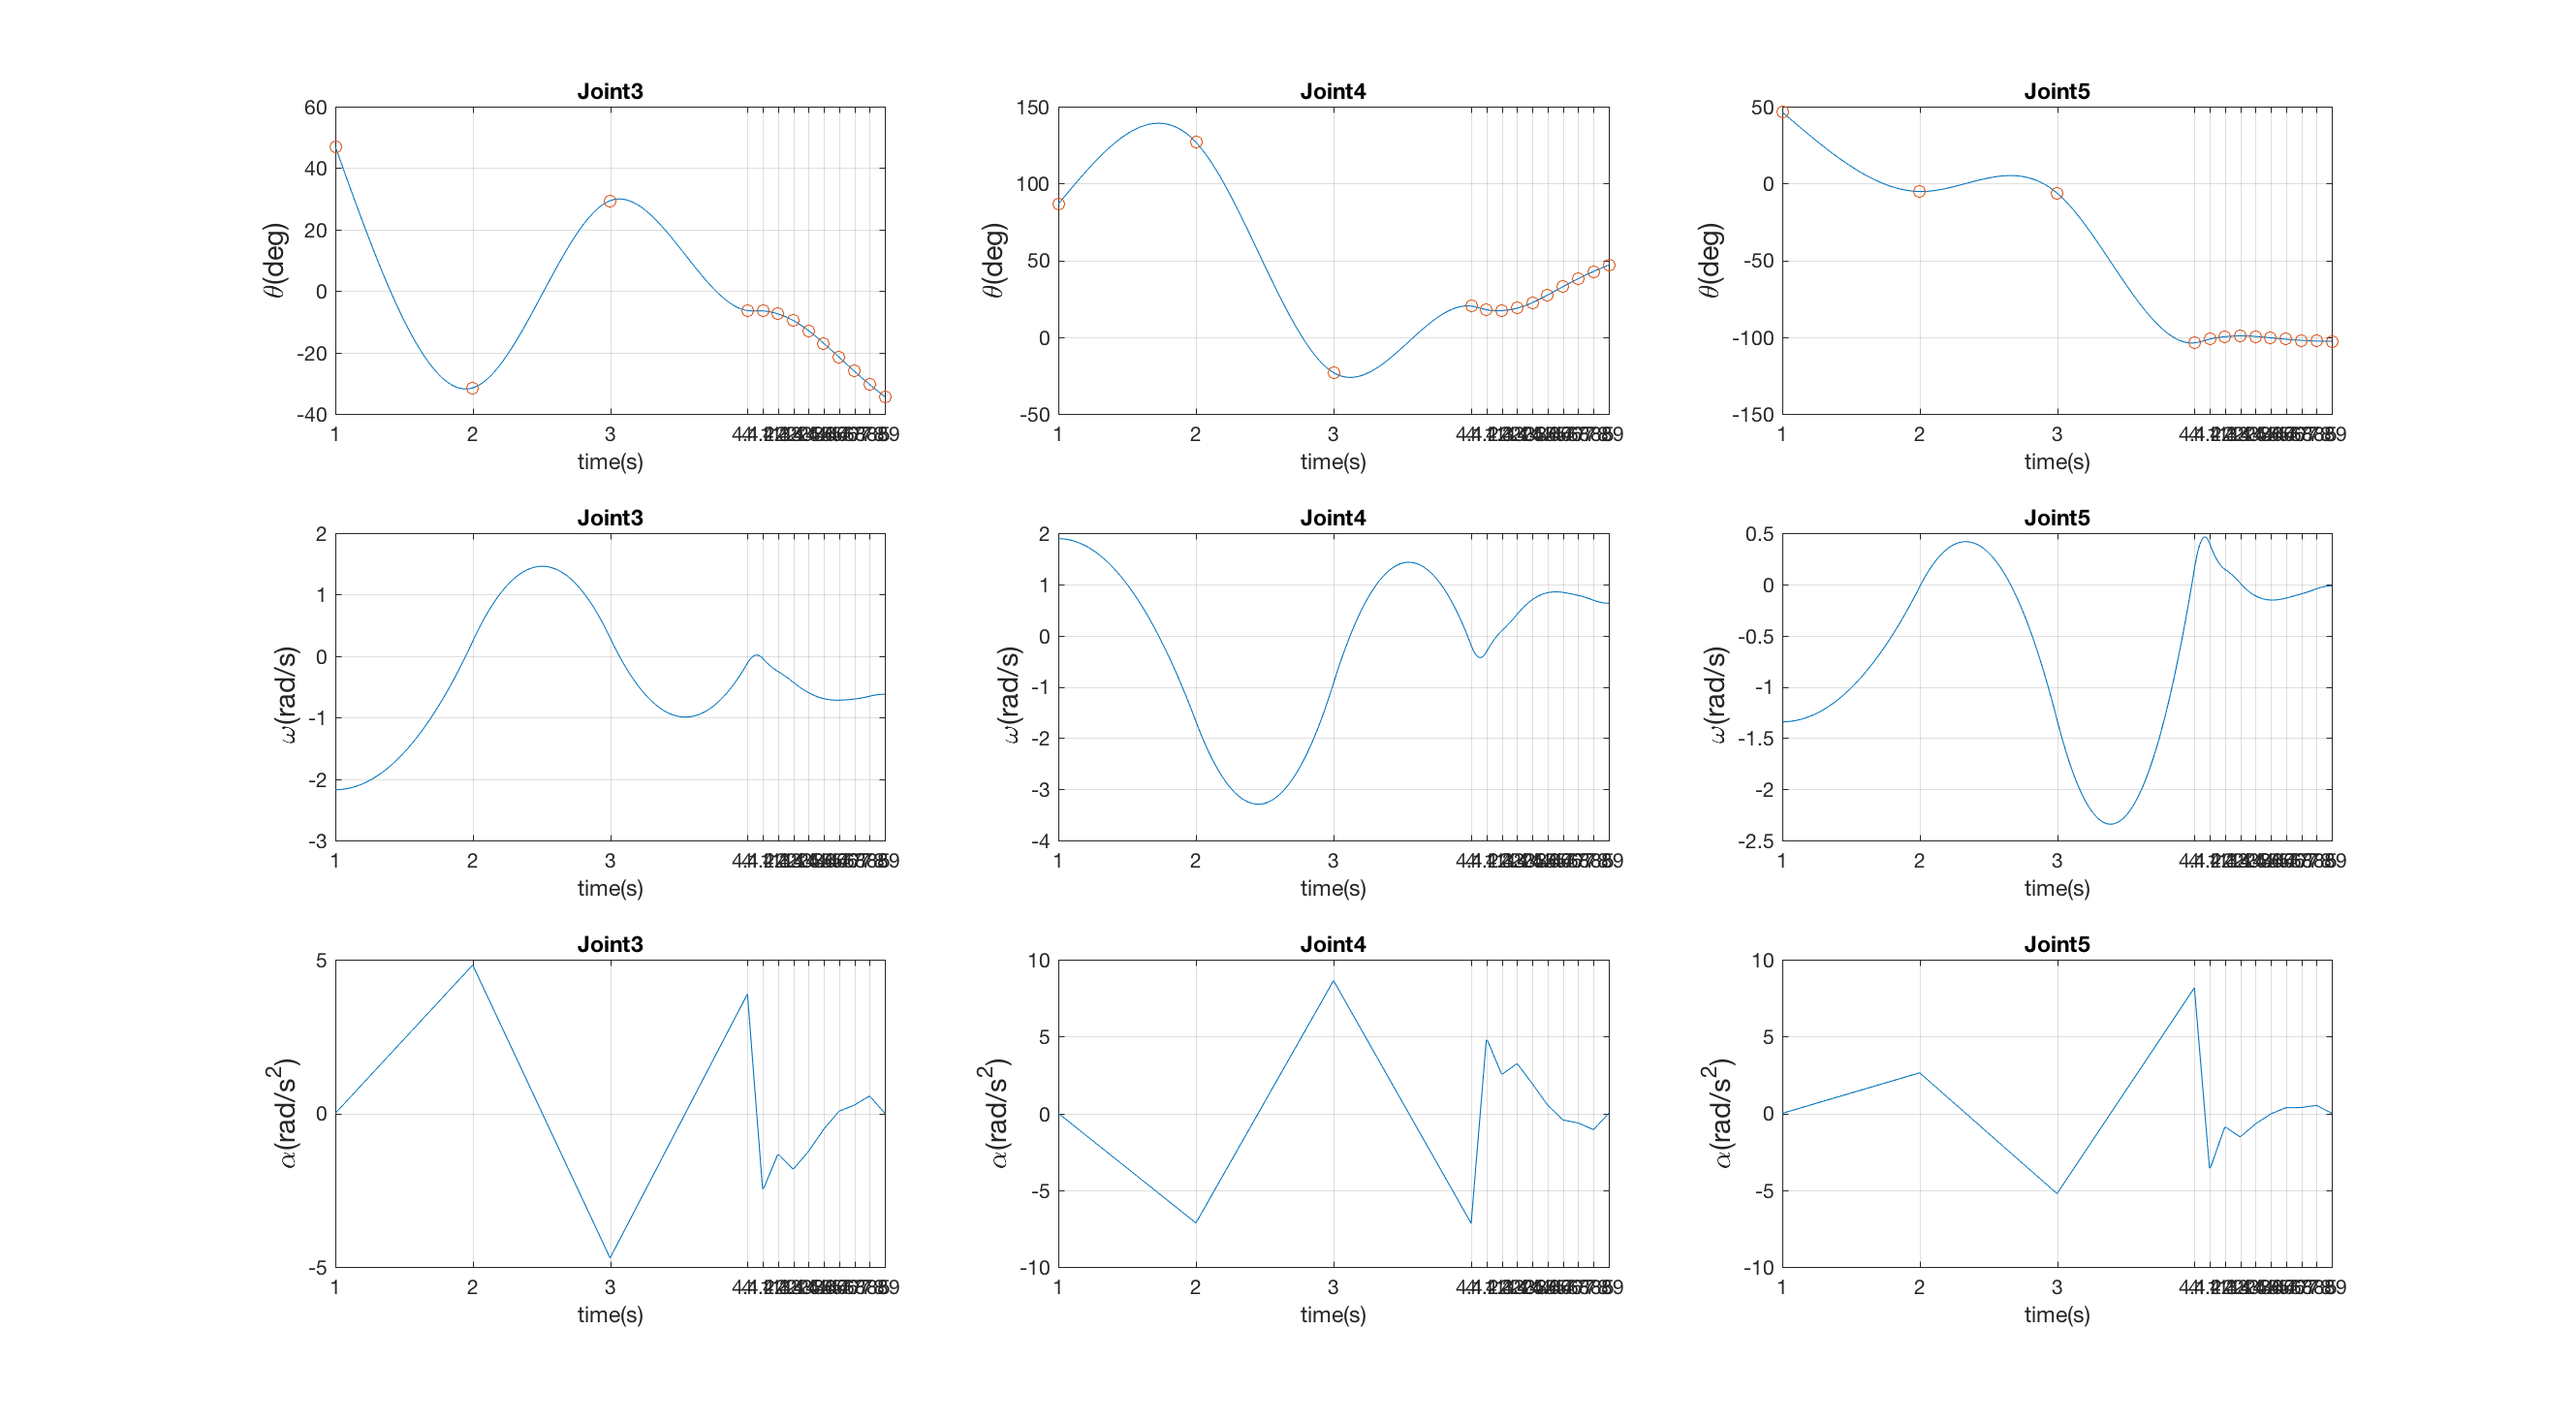 Joint3
60
40
20
0
-20
-40
θ(deg)
1 2 3
time(s)
Joint4
150
100
50
0
-50
θ(deg)
1 2 3
time(s)
Joint5
50
0
-50
-100
-150
θ(deg)
1 2 3
time(s)
Joint3
2
1
0
-1
-2
-3
ω(rad/s)
1 2 3
time(s)
Joint4
2
1
0
-1
-2
-3
-4
ω(rad/s)
1 2 3
time(s)
Joint5
0.5
0
-0.5
-1
-1.5
-2
-2.5
ω(rad/s)
1 2 3
time(s)
Joint3
5
0
-5
α(rad/s²)
1 2 3
time(s)
Joint4
10
5
0
-5
-10
α(rad/s²)
1 2 3
time(s)
Joint5
10
5
0
-5
-10
α(rad/s²)
1 2 3
time(s)